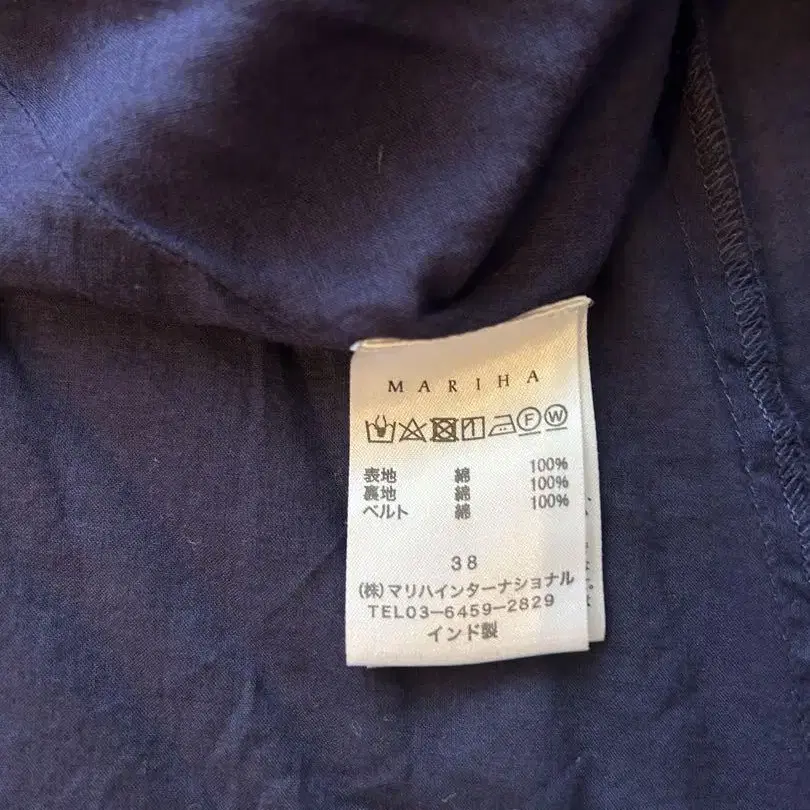 MARIHA
F W
表地 綿 100%
裏地 綿 100%
ベルト 綿 100%
38
(株)マリハインターナショナル
TEL03-6459-2829
インド製